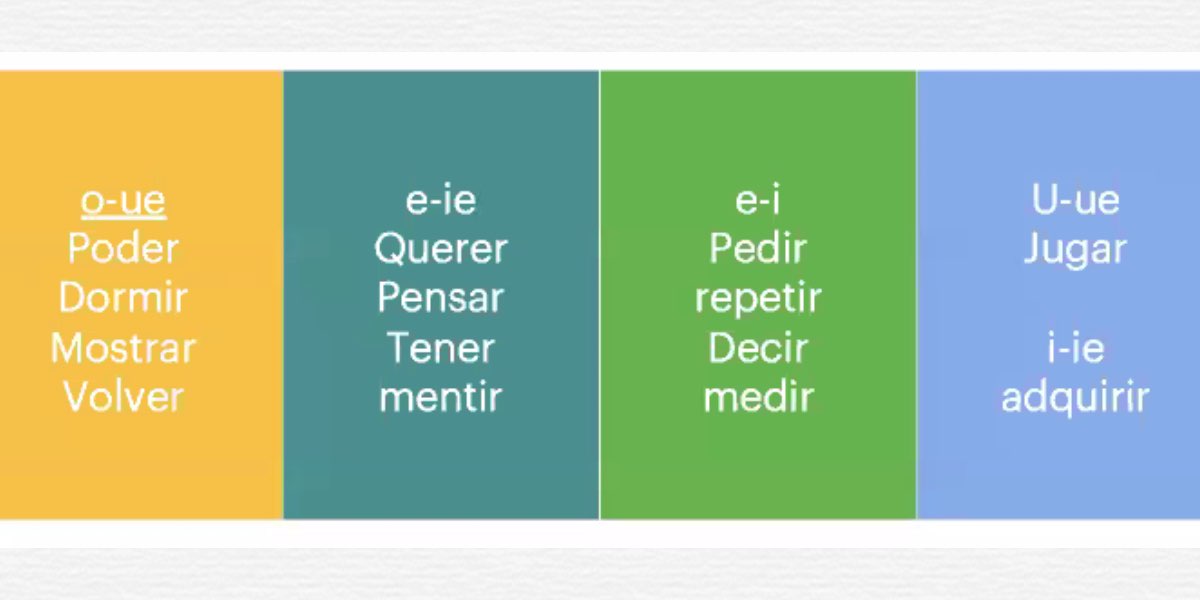 o-ue
Poder
Dormir
Mostrar
Volver
e-ie
Querer
Pensar
Tener
mentir
e-i
Pedir
repetir
Decir
medir
U-ue
Jugar
i-ie
adquirir